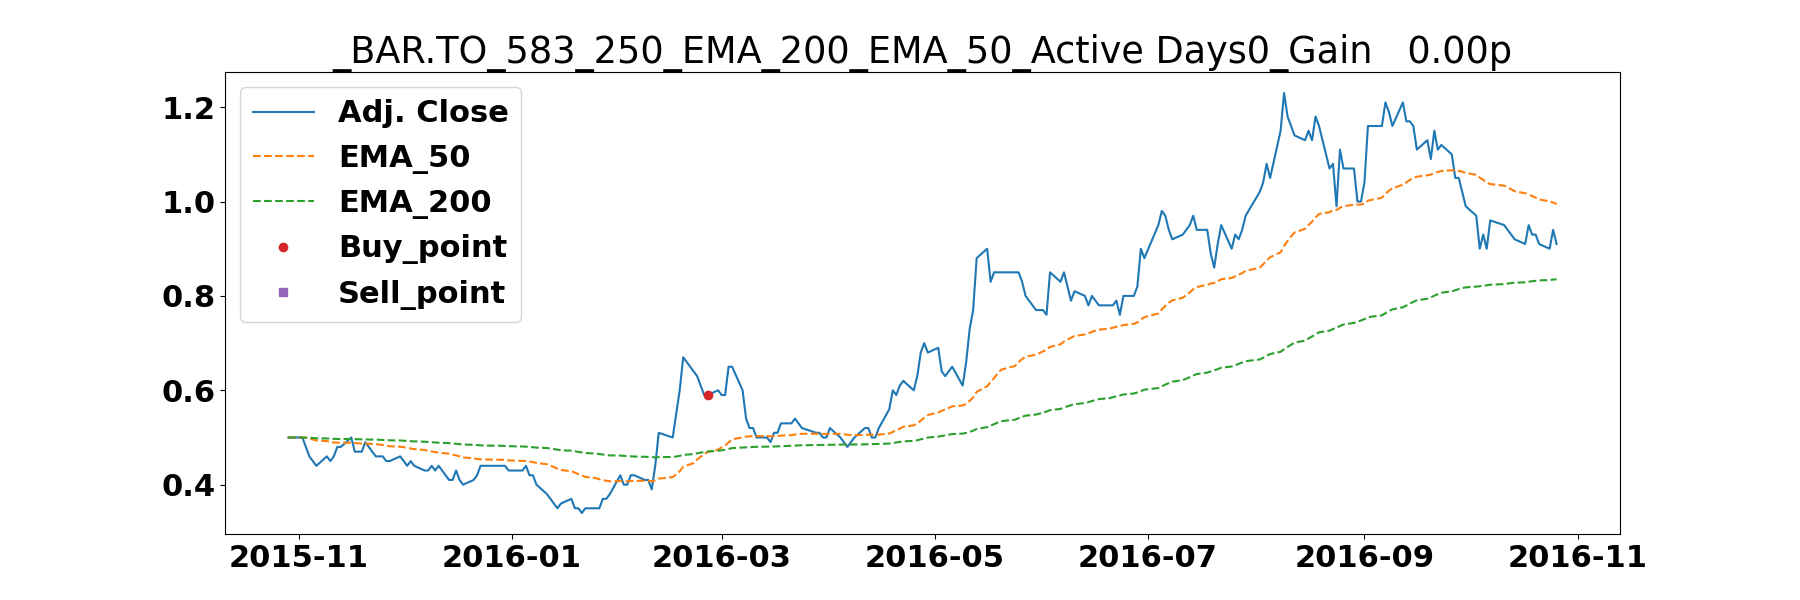 _BAR.TO_583_250_EMA_200_EMA_50_Active Days0_Gain   0.00p
Adj. Close
EMA_50
EMA_200
Buy_point
Sell_point
1.2
1.0
0.8
0.6
0.4
2015-11 2016-01 2016-03 2016-05 2016-07 2016-09 2016-11